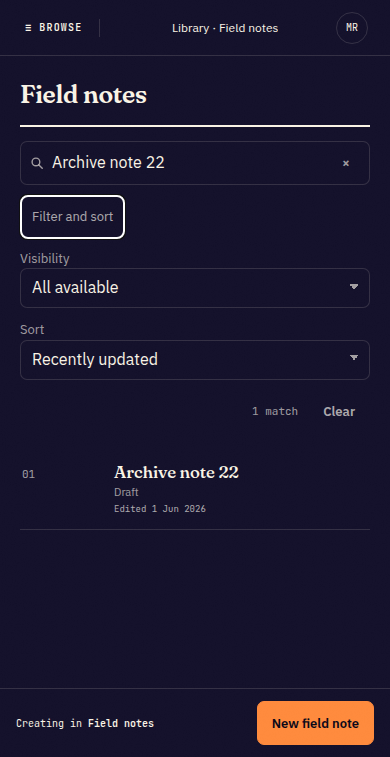 ≡ BROWSE
Library · Field notes
MR
Field notes
Archive note 22
×
Filter and sort
Visibility
All available
Sort
Recently updated
1 match
Clear
01
Archive note 22
Draft
Edited 1 Jun 2026
Creating in Field notes
New field note